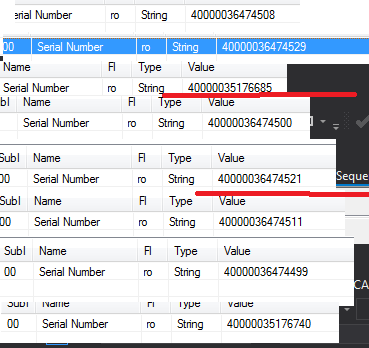 Serial Number ro String 40000036474508
00 Serial Number ro String 40000036474529
Name Fl Type Value
Serial Number ro String 40000035176685
Name Fl Type Value
Serial Number ro String 40000036474500
SubI Name Fl Type Value
00 Serial Number ro String 40000036474521
Seque
SubI Name Fl Type Value
00 Serial Number ro String 40000036474511
SubI Name Fl Type Value
00 Serial Number ro String 40000036474499
CA
SubI Name Fl Type Value
00 Serial Number ro String 40000035176740